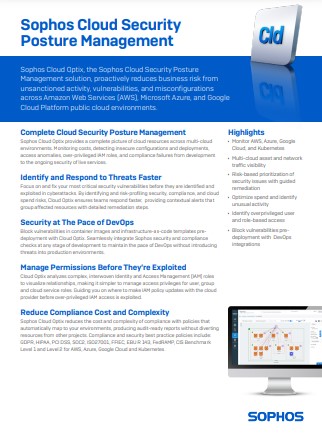 Sophos Cloud Security
Posture Management
Cld
Sophos Cloud Optix, the Sophos Cloud Security Posture
Management solution, proactively reduces business risk from
unsanctioned activity, vulnerabilities, and misconfigurations
across Amazon Web Services (AWS), Microsoft Azure, and Google
Cloud Platform public cloud environments.
Complete Cloud Security Posture Management
Sophos Cloud Optix provides a complete picture of cloud resources across multi-cloud
environments. Monitoring costs, detecting insecure configurations and deployments,
access anomalies, over-privileged IAM roles, and compliance failures from development
to the ongoing security of live services.
Identify and Respond to Threats Faster
Focus on and fix your most critical security vulnerabilities before they are identified and
exploited in cyberattacks. By identifying and risk-profiling security, compliance, and cloud
spend risks, Cloud Optix ensures teams respond faster, providing contextual alerts that
group affected resources with detailed remediation steps.
Security at The Pace of DevOps
Block vulnerabilities in container images and infrastructure-as-code templates pre-
deployment with Cloud Optix. Seamlessly integrate Sophos security and compliance
checks at any stage of development to maintain the pace of DevOps without introducing
threats into production environments.
Manage Permissions Before They're Exploited
Cloud Optix analyzes complex, interwoven Identity and Access Management (IAM) roles
to visualize relationships, making it simpler to manage access privileges for user, group
and cloud service roles. Guiding you on where to make IAM policy updates with the cloud
provider before over-privileged IAM access is exploited.
Reduce Compliance Cost and Complexity
Sophos Cloud Optix reduces the cost and complexity of compliance with policies that
automatically map to your environments, producing audit-ready reports without diverting
resources from other projects. Compliance and security best practice policies include:
GDPR, HIPAA, PCI DSS, SOC2, ISO27001, FFIEC, EBU R 143, FedRAMP, CIS Benchmark
Level 1 and Level 2 for AWS, Azure, Google Cloud and Kubernetes
Highlights
• Monitor AWS, Azure, Google
Cloud, and Kubernetes
• Multi-cloud asset and network
traffic visibility
• Risk-based prioritization of
security issues with guided
remediation
• Optimize spend and identify
unusual activity
• Identify overprivileged user
and role-based access
• Block vulnerabilities pre-
deployment with DevOps
integrations
SOPHOS